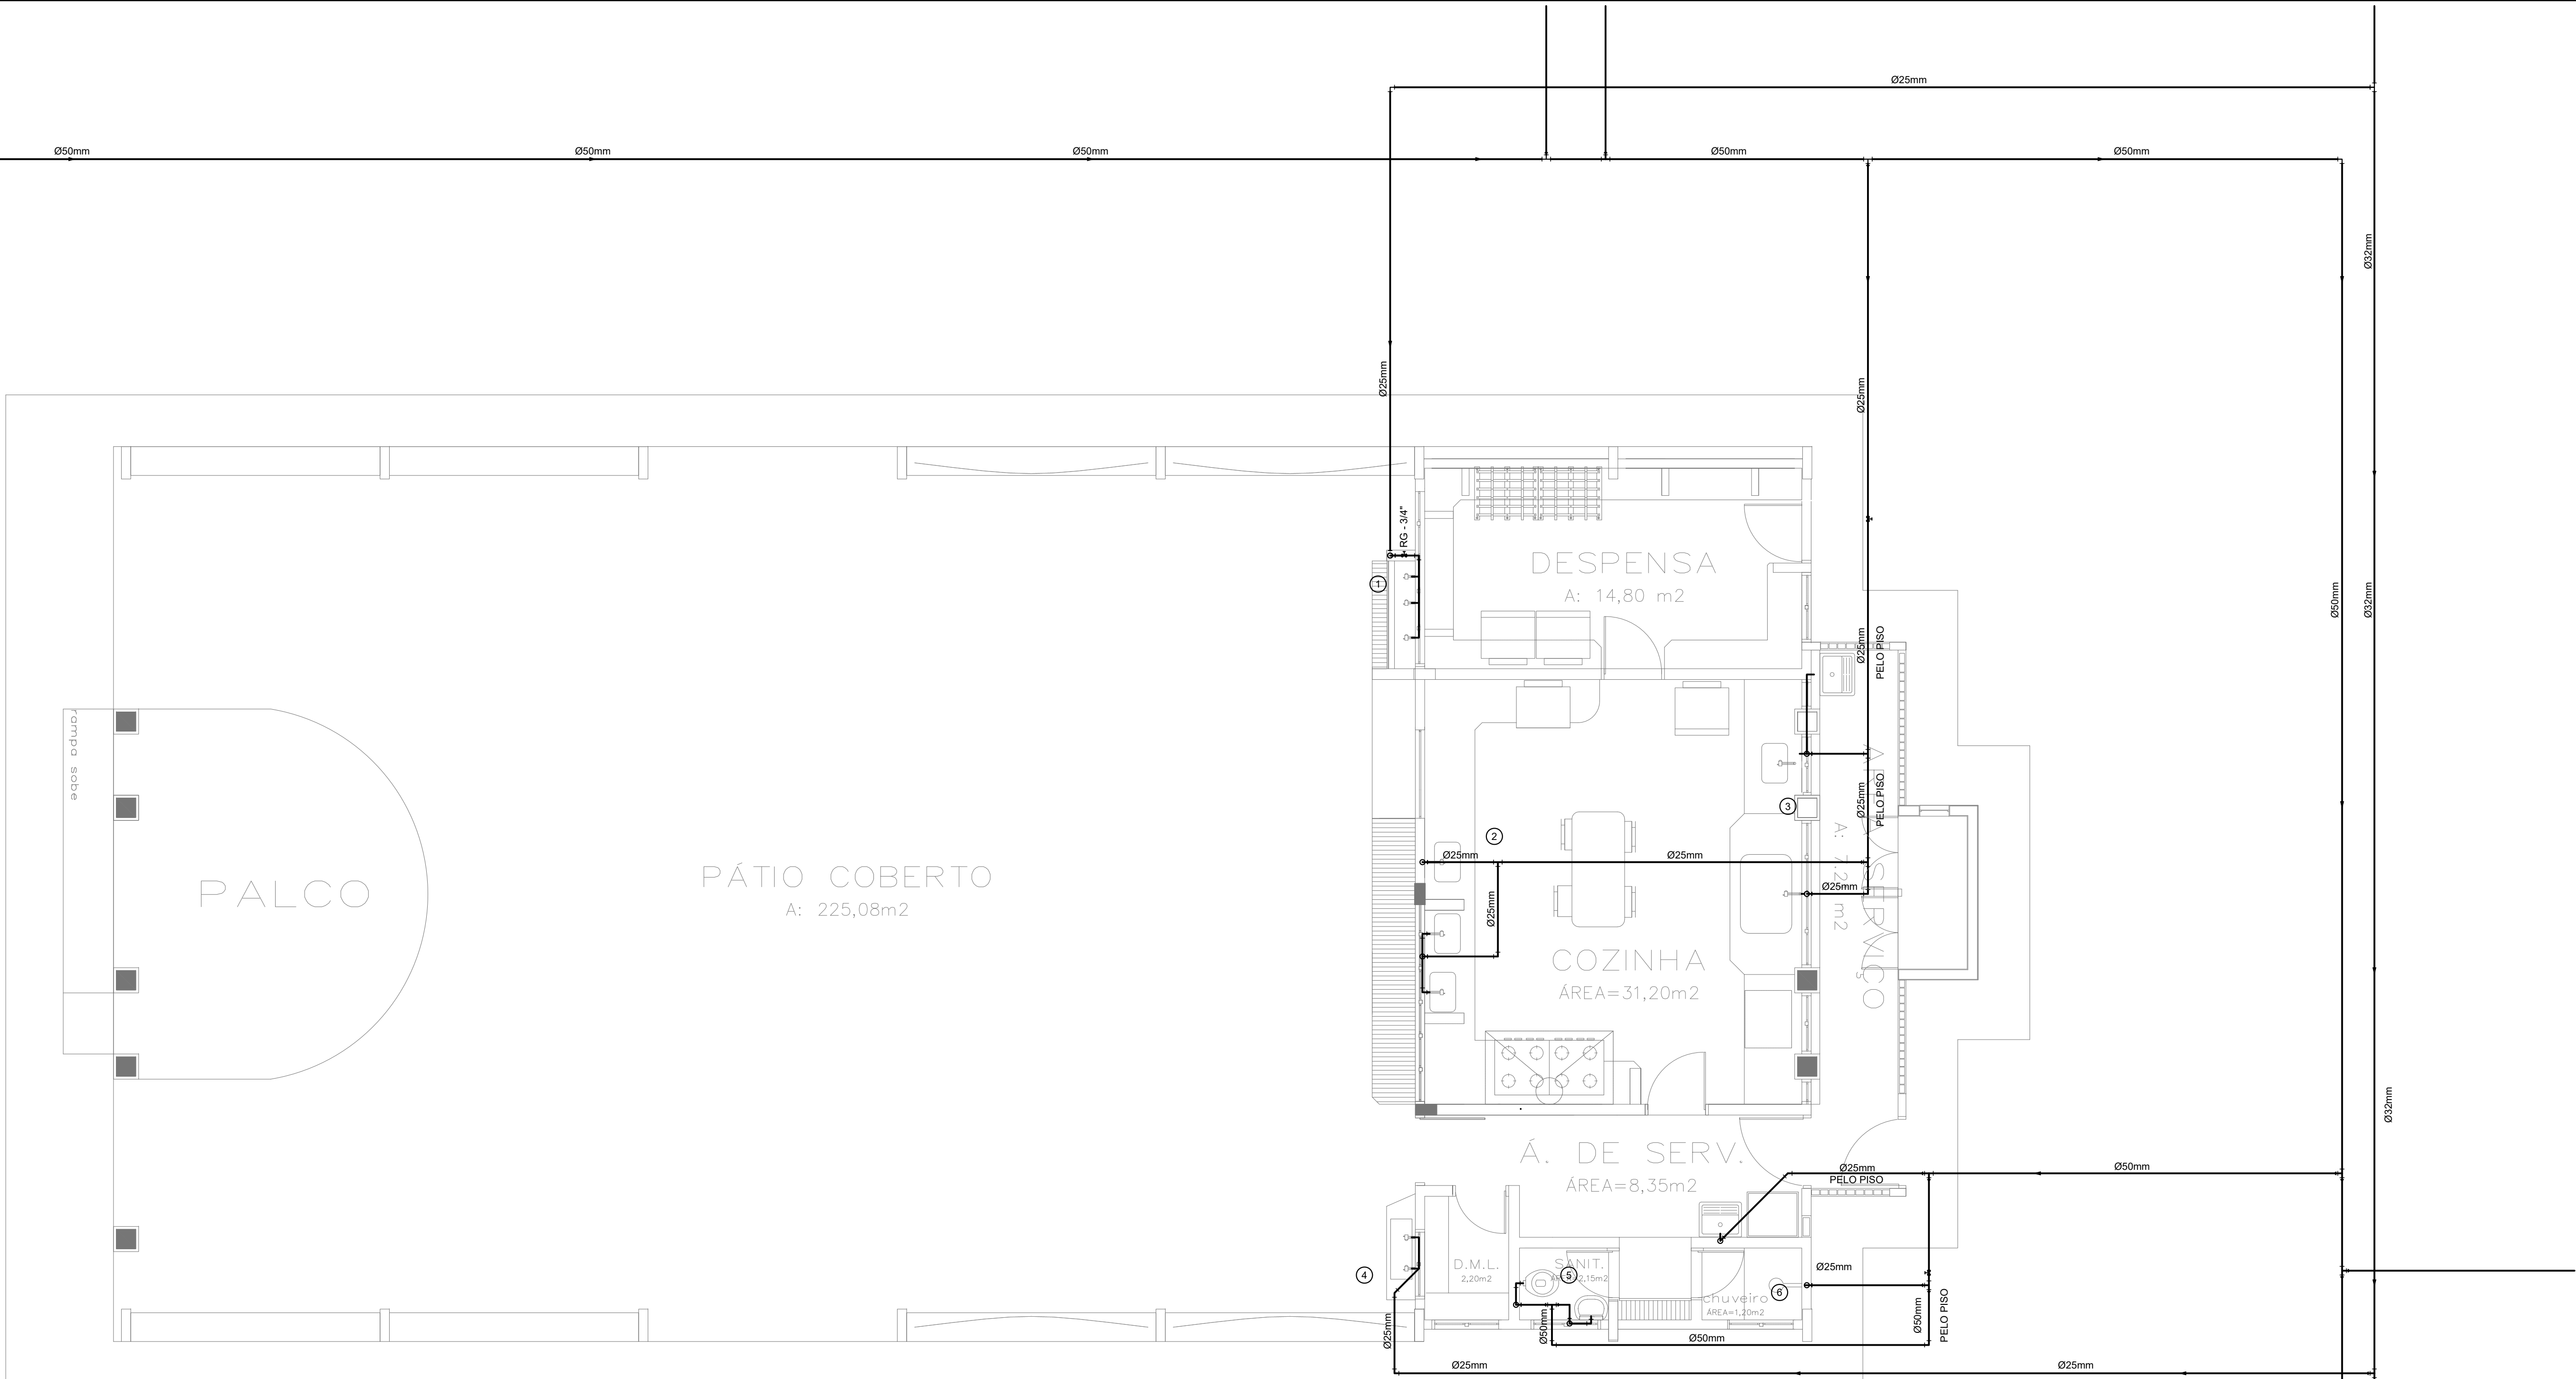 Ø25mm
Ø50mm
Ø50mm
Ø50mm
Ø50mm
Ø50mm
Ø32mm
Ø25mm
Ø25mm
RG - 3/4"
1
DESPENSA
A: 14,80 m2
Ø50mm
Ø32mm
Ø25mm
PELO PISO
rampa sobe
Ø25mm
PELO PISO
3
2
Ø25mm
Ø25mm
PALCO
PÁTIO COBERTO
A: 225,08m2
Ø25mm
Ø25mm
ÁREA SERVIÇO
COZINHA
ÁREA=31,20m2
Ø32mm
Á. DE SERV.
ÁREA=8,35m2
Ø25mm
PELO PISO
Ø50mm
D.M.L.
2,20m2
SANIT.
4
5
6
Ø25mm
chuveiro
ÁREA=1,20m2
Ø25mm
Ø50mm
Ø50mm
Ø50mm
PELO PISO
Ø25mm
Ø25mm